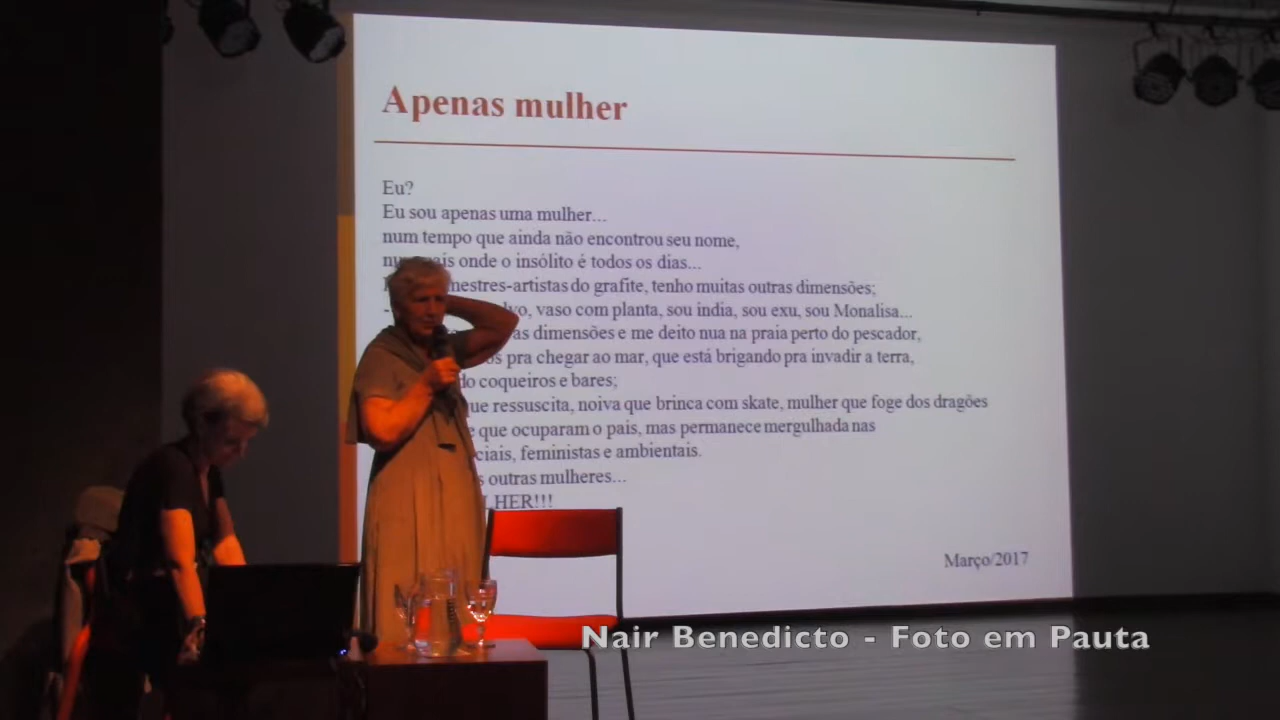 Apenas mulher
Eu?
Eu sou apenas uma mulher...
num tempo que ainda não encontrou seu nome,
onde o insólito é todos os dias...
mestres-artistas do grafite, tenho muitas outras dimensões;
vaso com planta, sou índia, sou exu, sou Monalisa...
dimensões e me deito nua na praia perto do pescador,
pra chegar ao mar, que está brigando pra invadir a terra,
coqueiros e bares;
que ressuscita, noiva que brinca com skate, mulher que foge dos dragões
que ocuparam o pais, mas permanece mergulhada nas
feministas e ambientais.
outras mulheres...
HER!!!
Março/2017
Nair Benedicto - Foto em Pauta